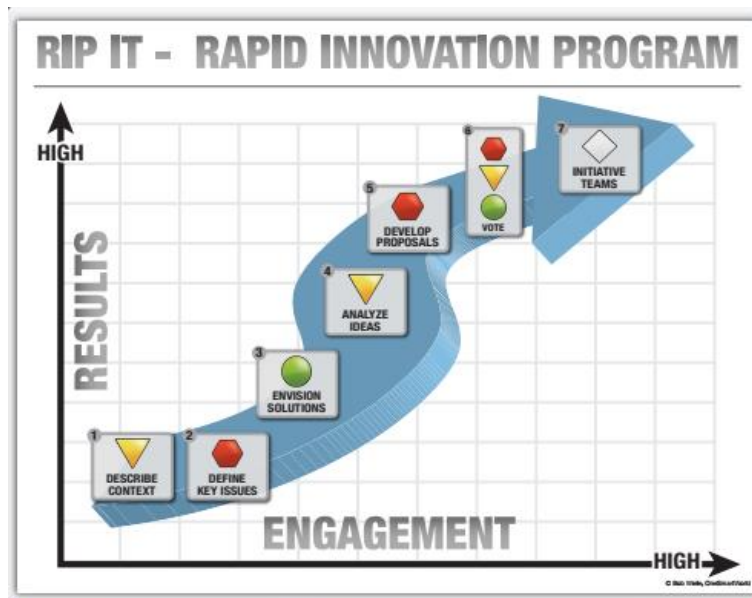 RIP IT - RAPID INNOVATION PROGRAM
HIGH
RESULTS
1
DESCRIBE
CONTEXT
2
DEFINE
KEY ISSUES
3
ENVISION
SOLUTIONS
4
ANALYZE
IDEAS
5
DEVELOP
PROPOSALS
6
VOTE
7
INITIATIVE
TEAMS
ENGAGEMENT
HIGH
© Bob